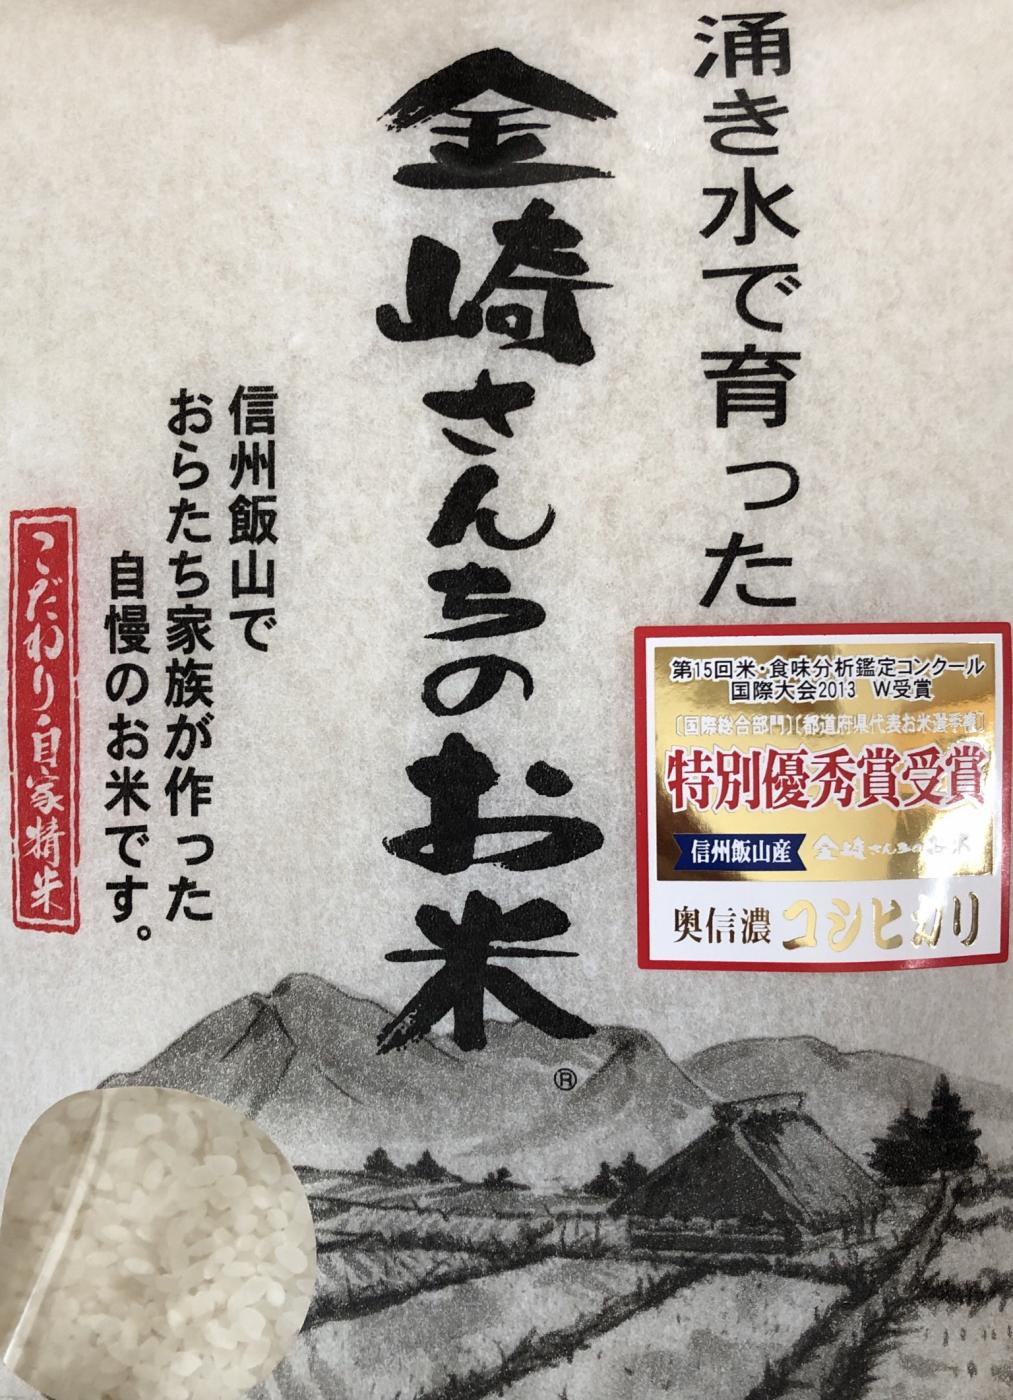 涌き水で育った
金崎さんちのお米
®
信州飯山で
おらたち家族が作った
自慢のお米です。
こだわり・自家精米
第15回米・食味分析鑑定コンクール
国際大会2013 W受賞
〔国際総合部門〕〔都道府県代表お米選手権〕
特別優秀賞受賞
信州飯山産 金崎さんちのお米
奥信濃 コシヒカリ